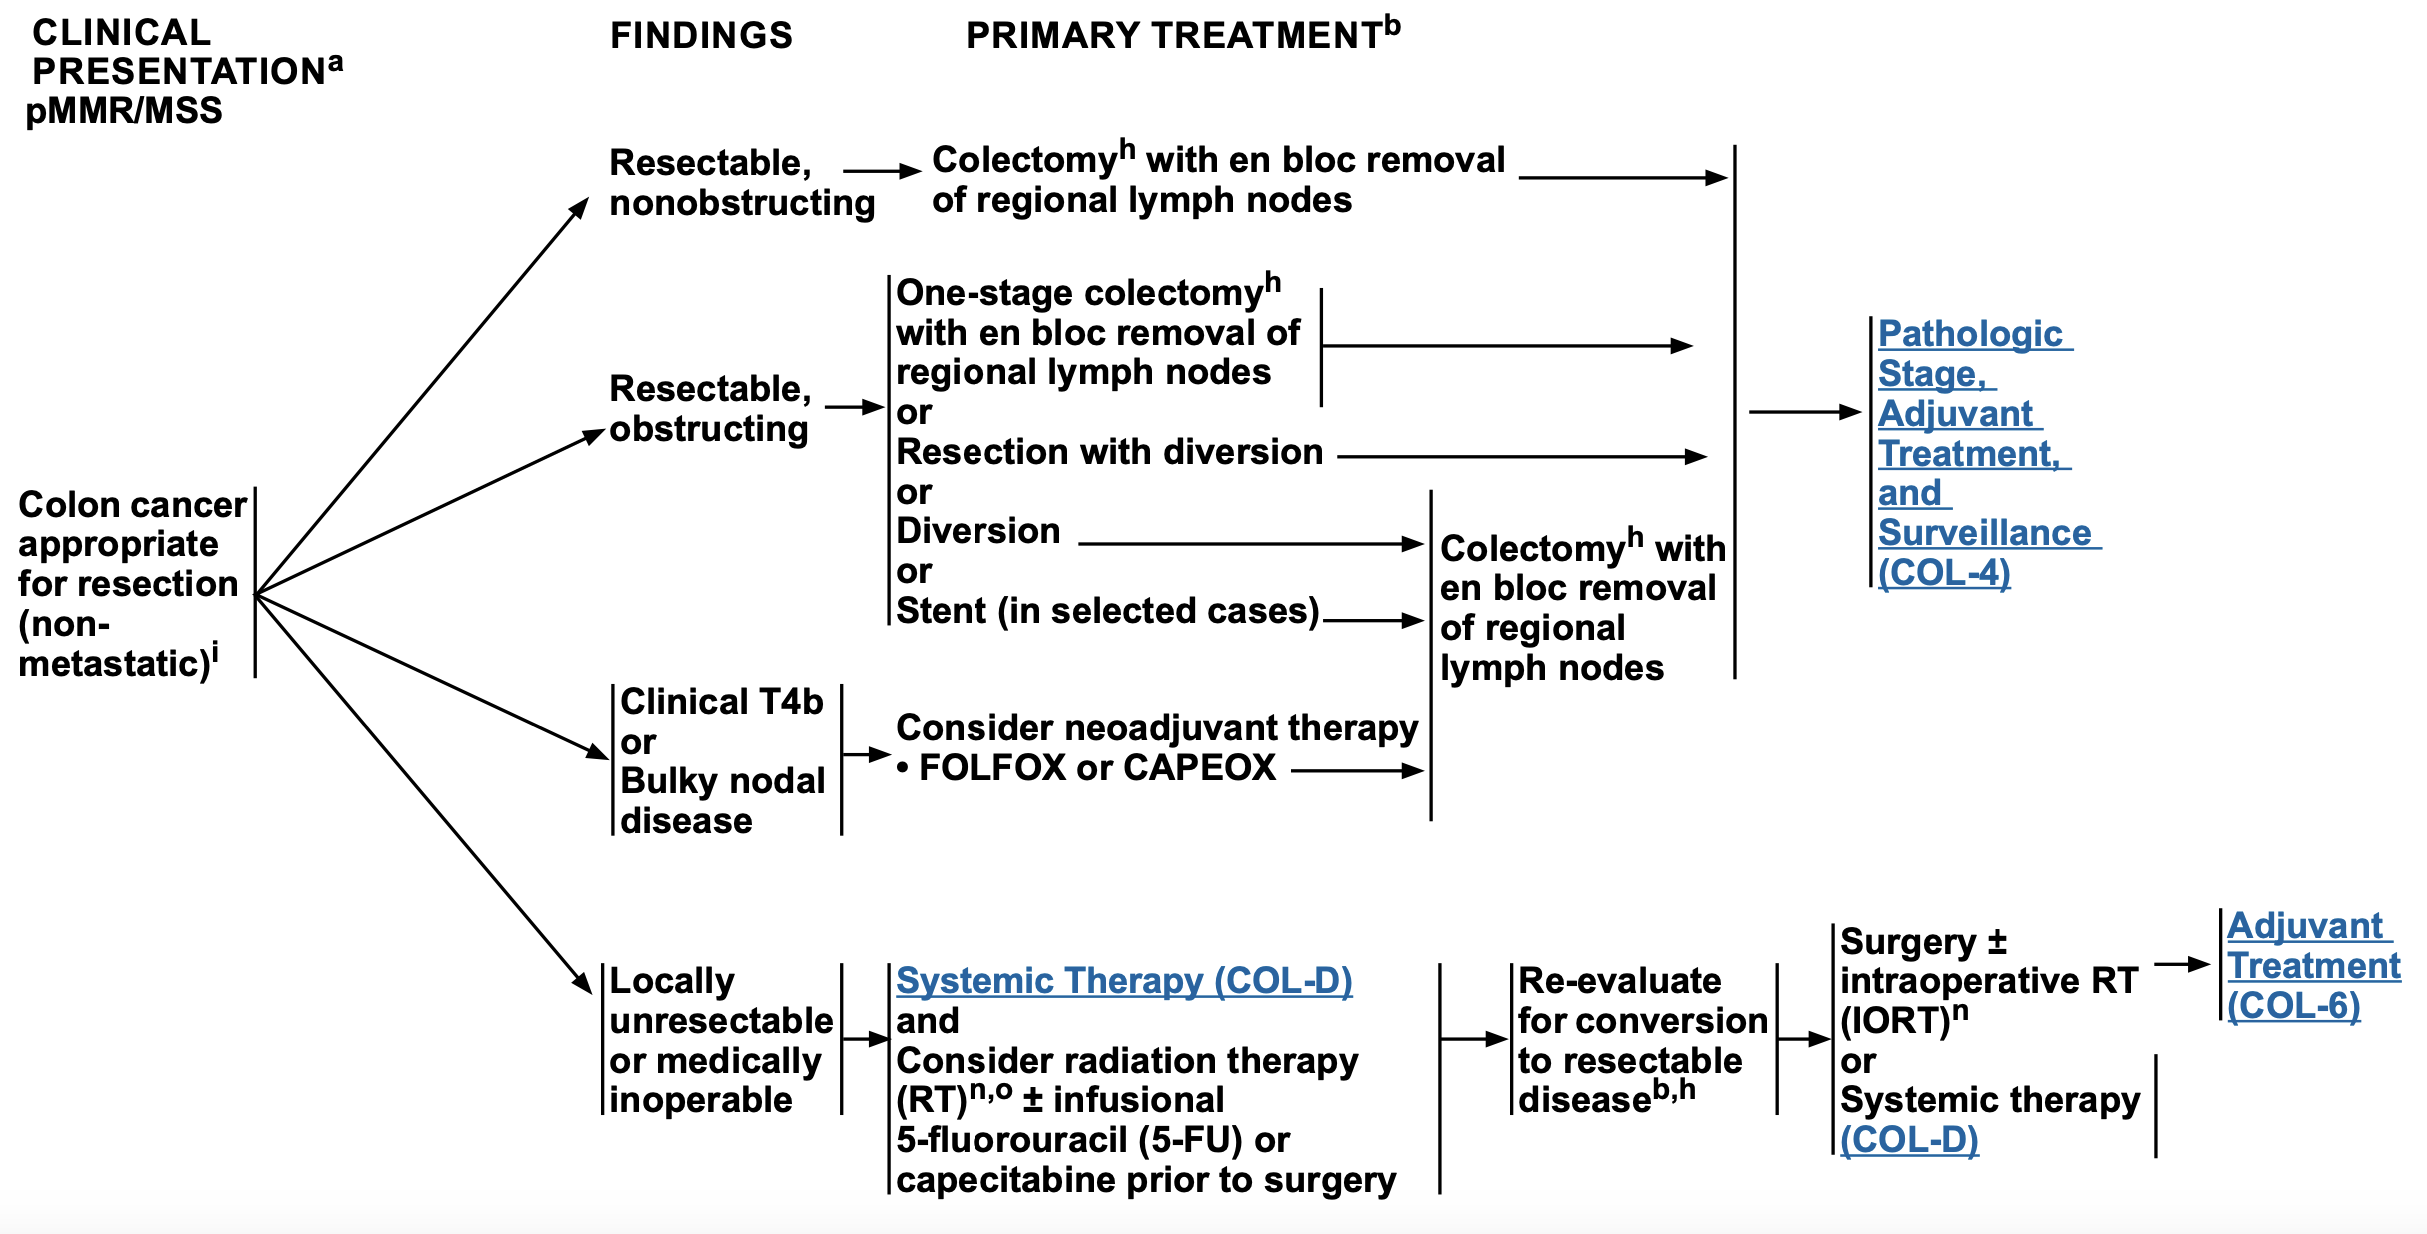 CLINICAL
PRESENTATIONa
pMMR/MSS
FINDINGS
PRIMARY TREATMENTb
Colon cancer
appropriate
for resection
(non-
metastatic)i
Resectable,
nonobstructing
Colectomyh with en bloc removal
of regional lymph nodes
Resectable,
obstructing
One-stage colectomyh
with en bloc removal of
regional lymph nodes
or
Resection with diversion
or
Diversion
or
Stent (in selected cases)
Clinical T4b
or
Bulky nodal
disease
Consider neoadjuvant therapy
• FOLFOX or CAPEOX
Colectomyh with
en bloc removal
of regional
lymph nodes
Pathologic
Stage,
Adjuvant
Treatment,
and
Surveillance
(COL-4)
Locally
unresectable
or medically
inoperable
Systemic Therapy (COL-D)
and
Consider radiation therapy
(RT)n,o ± infusional
5-fluorouracil (5-FU) or
capecitabine prior to surgery
Re-evaluate
for conversion
to resectable
diseaseb,h
Surgery ±
intraoperative RT
(IORT)n
or
Systemic therapy
(COL-D)
Adjuvant
Treatment
(COL-6)